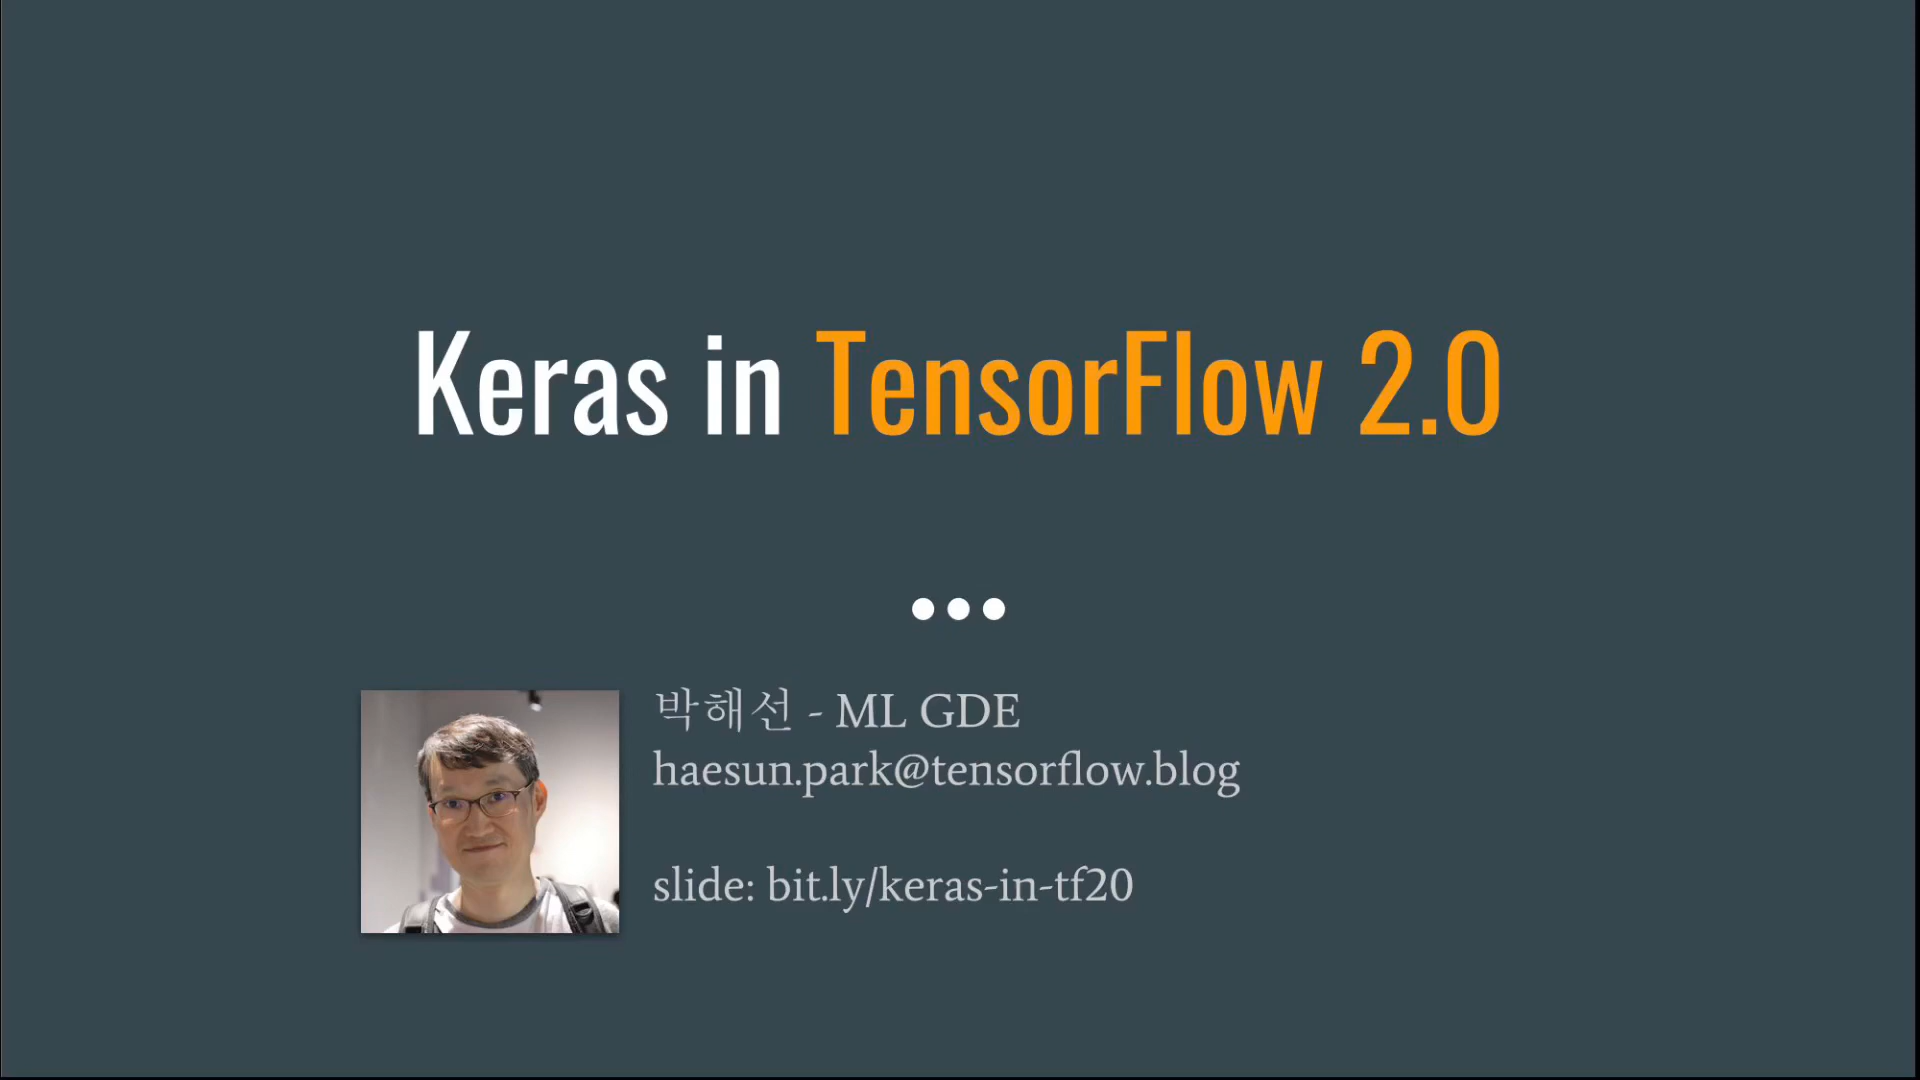 Keras in TensorFlow 2.0
박해선 - ML GDE
haesun.park@tensorflow.blog
slide: bit.ly/keras-in-tf20